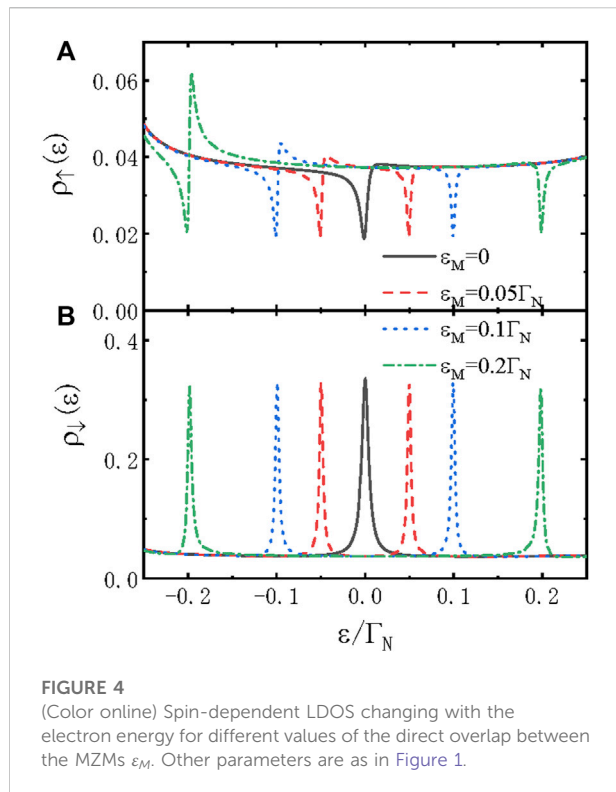 A
0.06
0.04
0.02
0.00
ρ↑(ε)
ε_M=0
ε_M=0.05Γ_N
ε_M=0.1Γ_N
ε_M=0.2Γ_N
B
0.4
0.2
0.0
ρ↓(ε)
-0.2 -0.1 0.0 0.1 0.2
ε/Γ_N
FIGURE 4
(Color online) Spin-dependent LDOS changing with the
electron energy for different values of the direct overlap between
the MZMs ε_M. Other parameters are as in Figure 1.